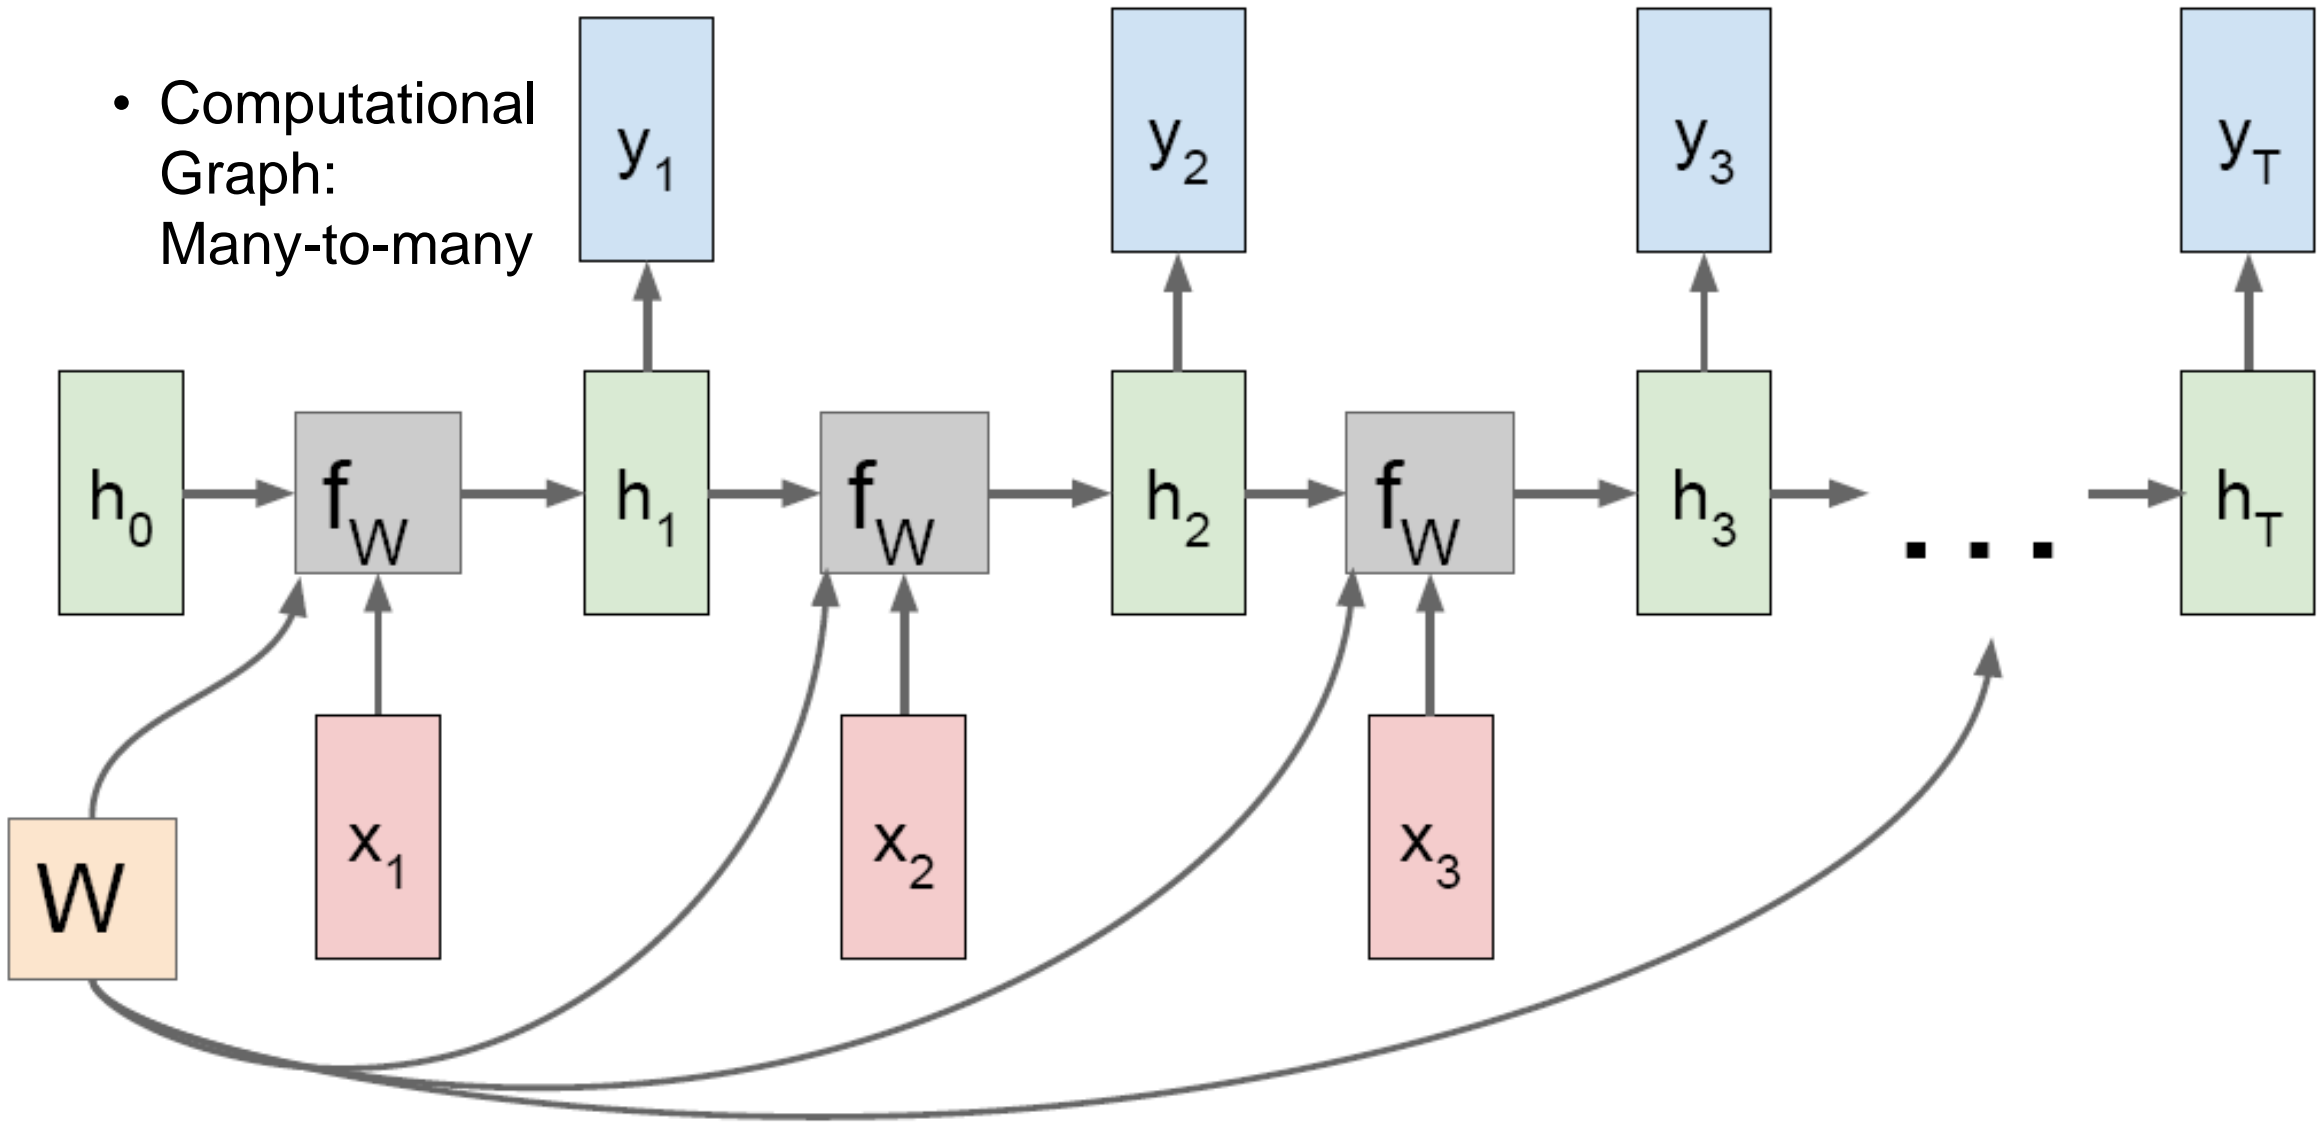 • Computational
Graph:
Many-to-many
y1 y2 y3 yT
h0 fW h1 fW h2 fW h3 . . . hT
W x1 x2 x3